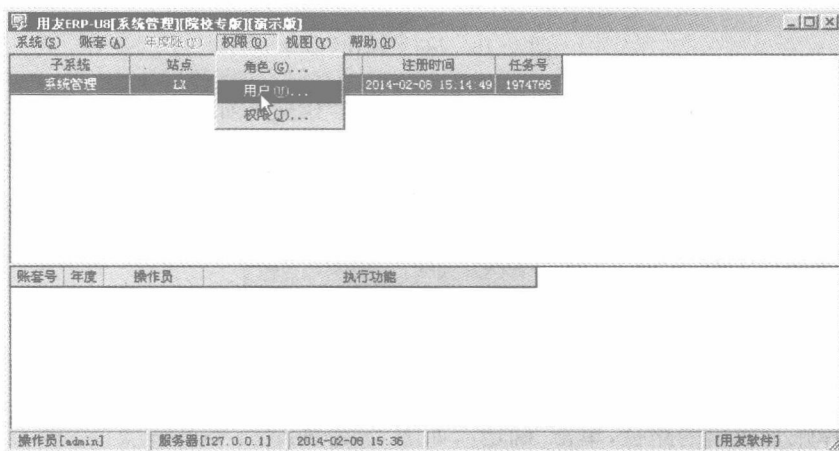 用友ERP-U8[系统管理][院校专版][演示版]
系统(S) 账套(A) 年度账(Y) 权限(O) 视图(V) 帮助(H)
子系统 站点 注册时间 任务号
系统管理 LX 2014-02-08 15:14:49 1974766
角色(G)...
用户(U)...
权限(T)...
账套号 年度 操作员 执行功能
操作员[admin] 服务器[127.0.0.1] 2014-02-08 15:36 [用友软件]